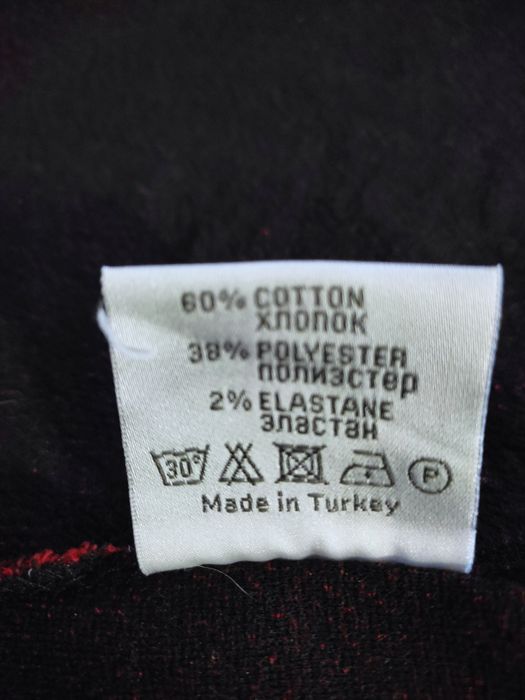 60% COTTON
ХЛОПОК
38% POLYESTER
ПОЛИЭСТЕР
2% ELASTANE
ЭЛАСТАН
30° P
Made in Turkey